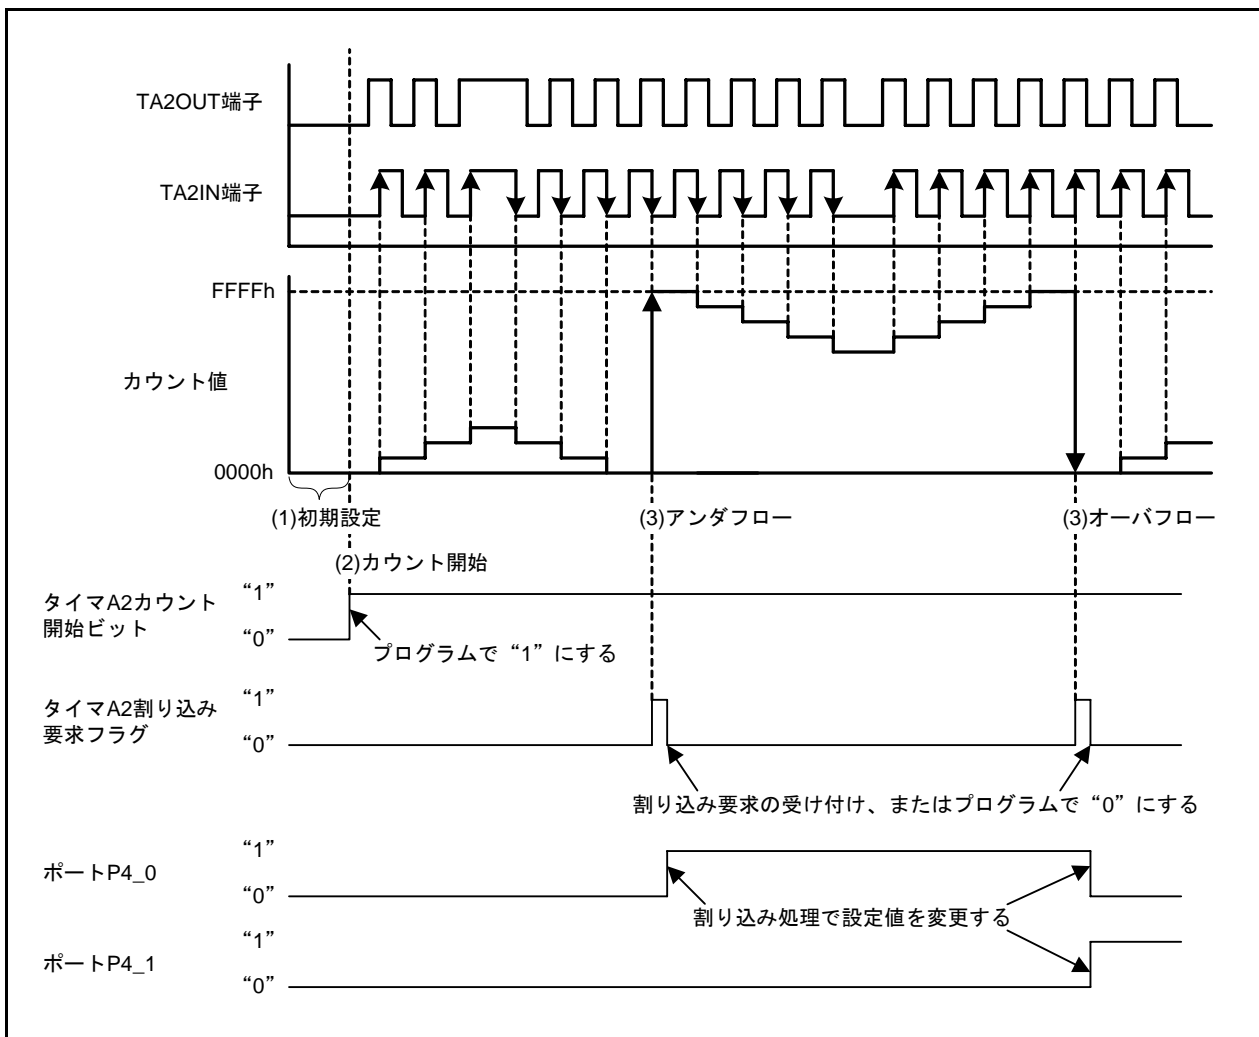 TA2OUT端子
TA2IN端子
FFFFh
カウント値
0000h
(1)初期設定
(3)アンダフロー
(3)オーバフロー
(2)カウント開始
タイマA2カウント
開始ビット
“1”
“0”
プログラムで“1”にする
タイマA2割り込み
要求フラグ
“1”
“0”
割り込み要求の受け付け、またはプログラムで“0”にする
ポートP4_0
“1”
“0”
割り込み処理で設定値を変更する
ポートP4_1
“1”
“0”